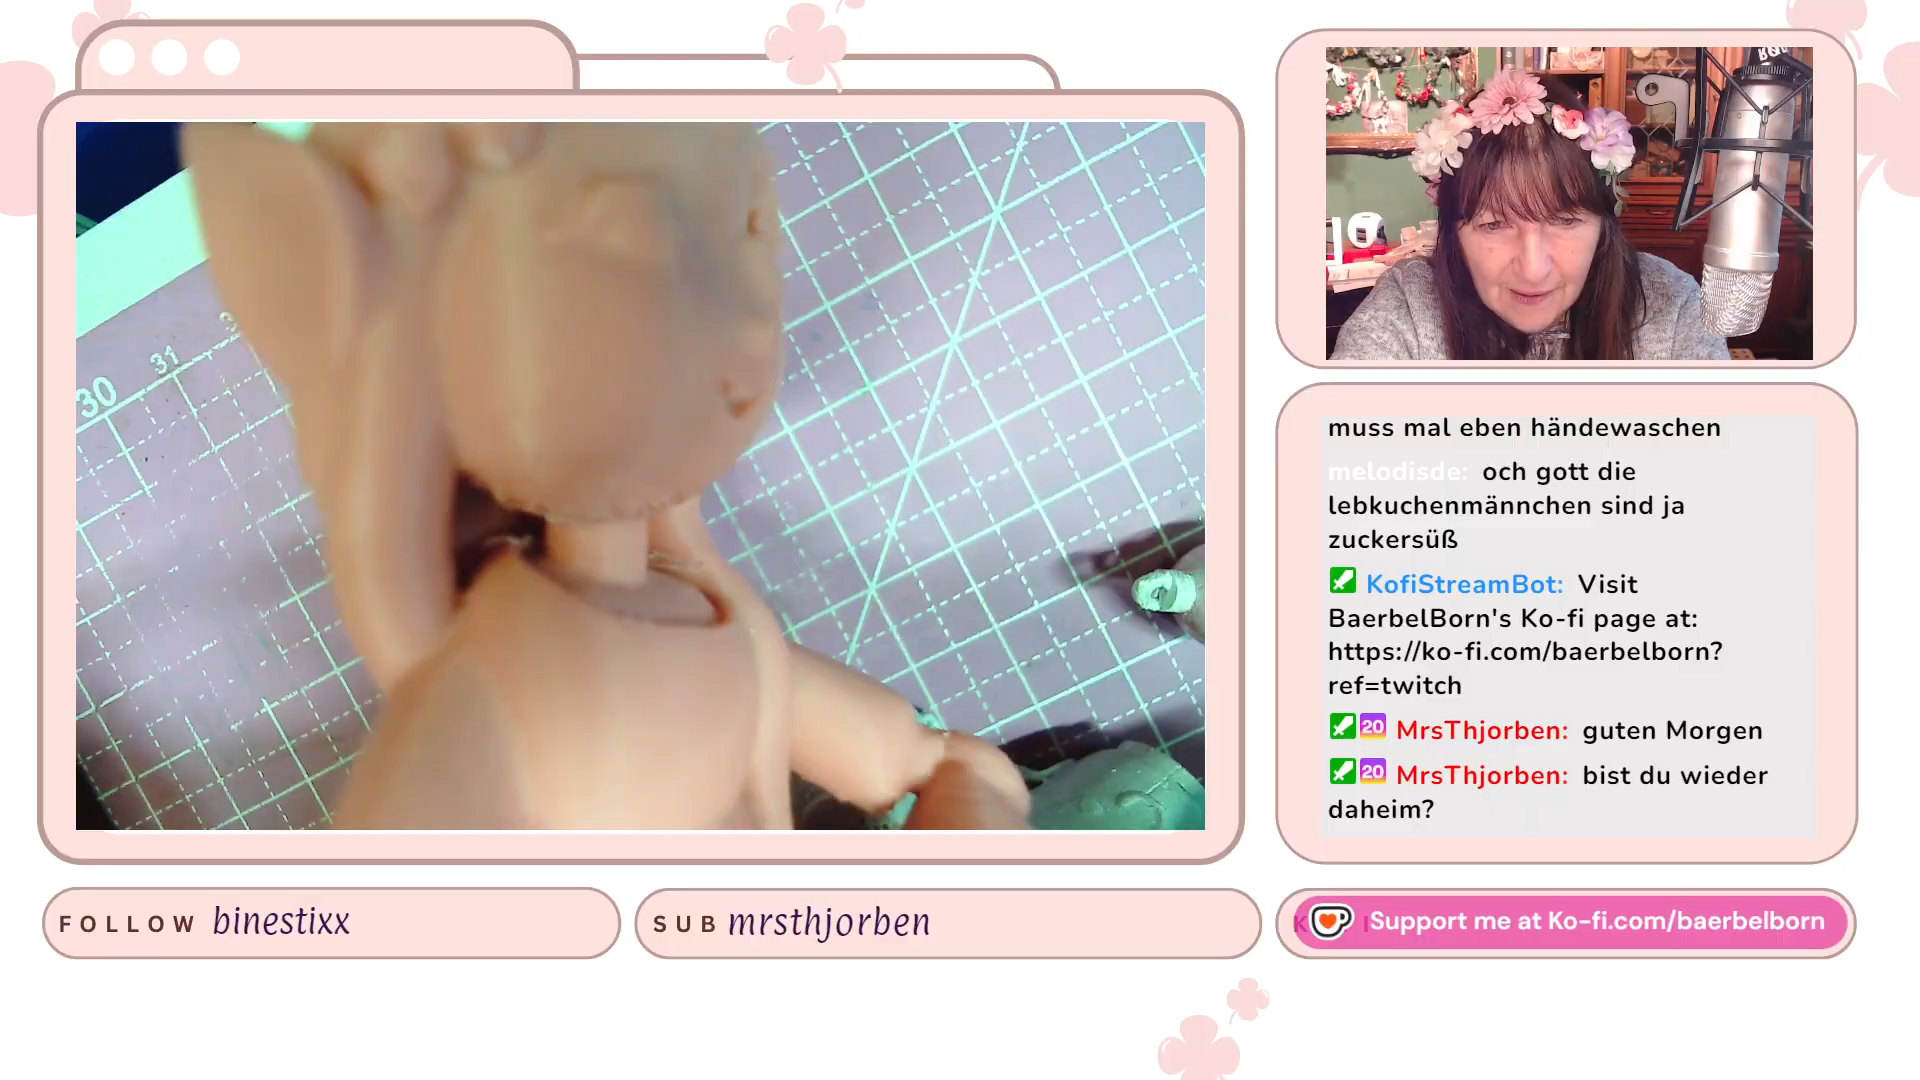 30
31
muss mal eben händewaschen
melodisde: och gott die
lebkuchenmännchen sind ja
zuckersüß
KofiStreamBot: Visit
BaerbelBorn's Ko-fi page at:
https://ko-fi.com/baerbelborn?
ref=twitch
20 MrsThjorben: guten Morgen
20 MrsThjorben: bist du wieder
daheim?
FOLLOW binestixx
SUB mrsthjorben
Support me at Ko-fi.com/baerbelborn